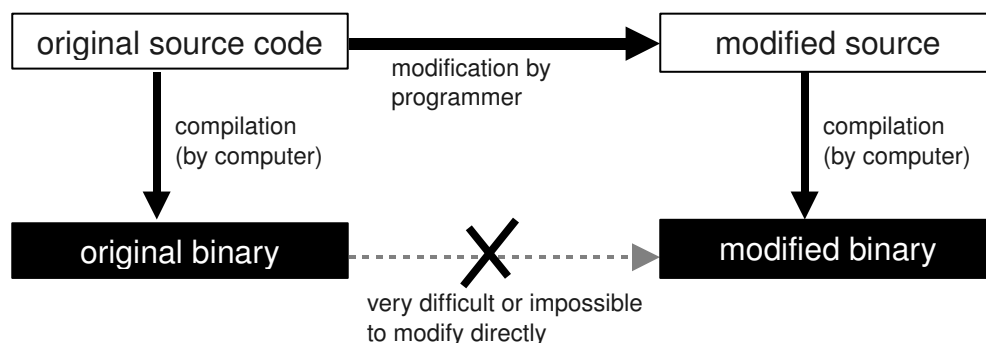 original source code
modified source
modification by
programmer
compilation
(by computer)
compilation
(by computer)
original binary
modified binary
very difficult or impossible
to modify directly